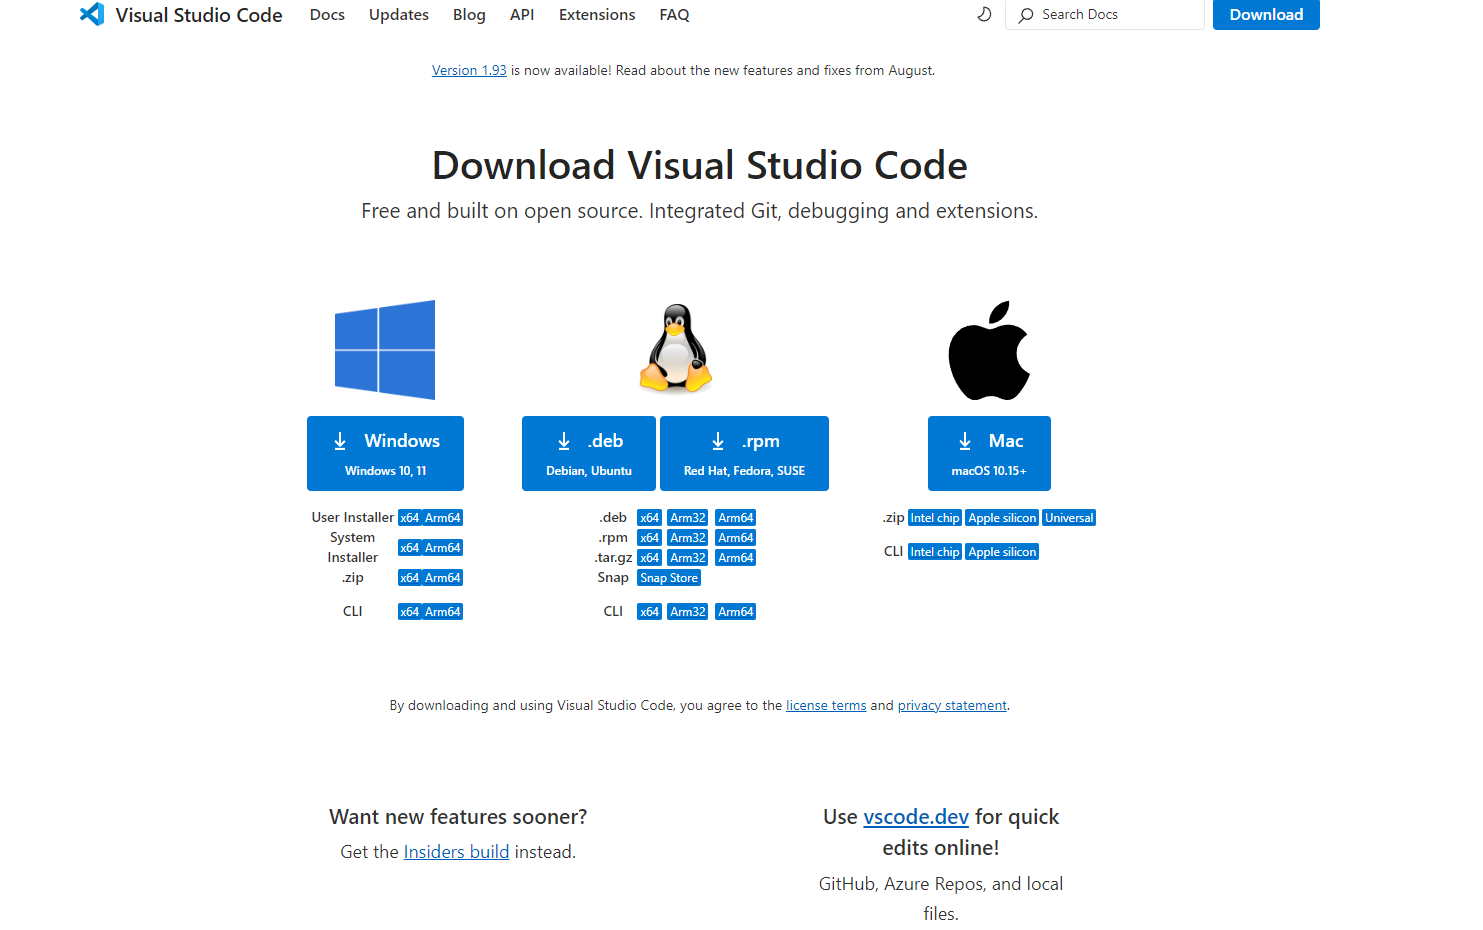 Visual Studio Code Docs Updates Blog API Extensions FAQ Search Docs Download
Version 1.93 is now available! Read about the new features and fixes from August.
Download Visual Studio Code
Free and built on open source. Integrated Git, debugging and extensions.
Windows
Windows 10, 11
User Installer x64 Arm64
System
Installer x64 Arm64
.zip x64 Arm64
CLI x64 Arm64
.deb
Debian, Ubuntu
.rpm
Red Hat, Fedora, SUSE
.deb x64 Arm32 Arm64
.rpm x64 Arm32 Arm64
.tar.gz x64 Arm32 Arm64
Snap Snap Store
CLI x64 Arm32 Arm64
Mac
macOS 10.15+
.zip Intel chip Apple silicon Universal
CLI Intel chip Apple silicon
By downloading and using Visual Studio Code, you agree to the license terms and privacy statement.
Want new features sooner?
Get the Insiders build instead.
Use vscode.dev for quick
edits online!
GitHub, Azure Repos, and local
files.